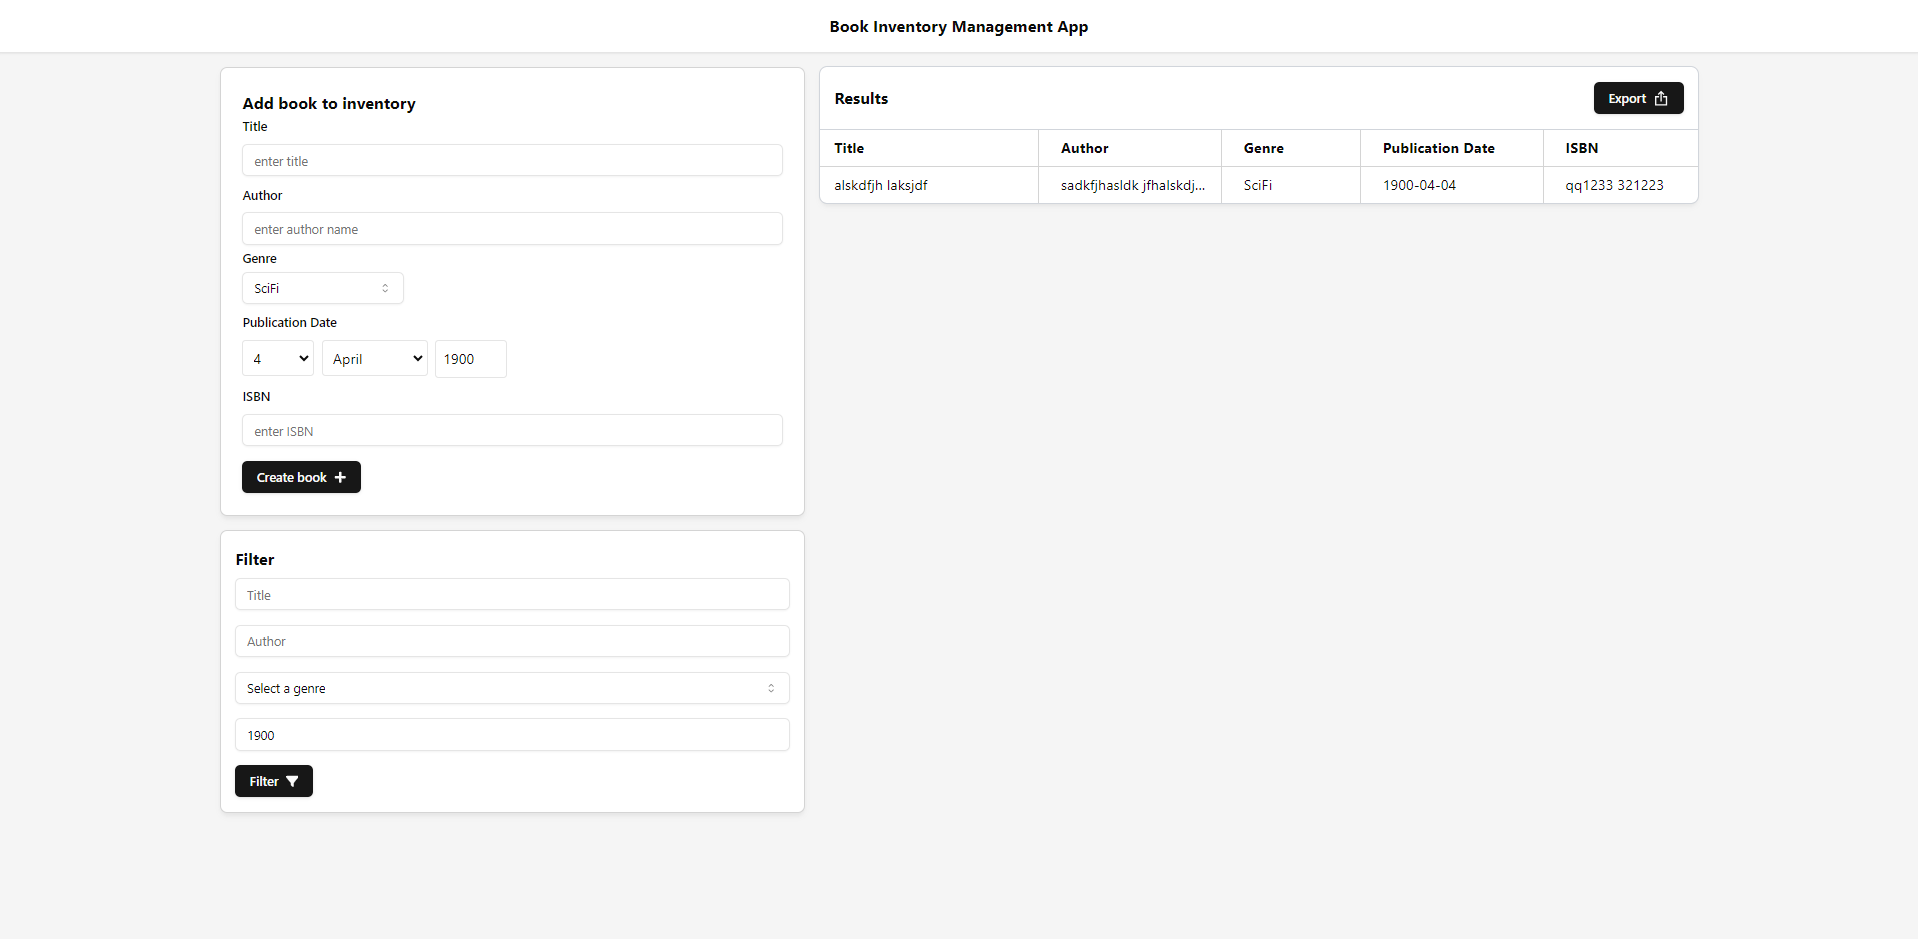 Book Inventory Management App
Add book to inventory
Title
enter title
Author
enter author name
Genre
SciFi
Publication Date
4 April 1900
ISBN
enter ISBN
Create book
Filter
Title
Author
Select a genre
1900
Filter
Results
Export
Title Author Genre Publication Date ISBN
alskdfjh laksjdf sadkfjhasldk jfhalskdj... SciFi 1900-04-04 qq1233 321223